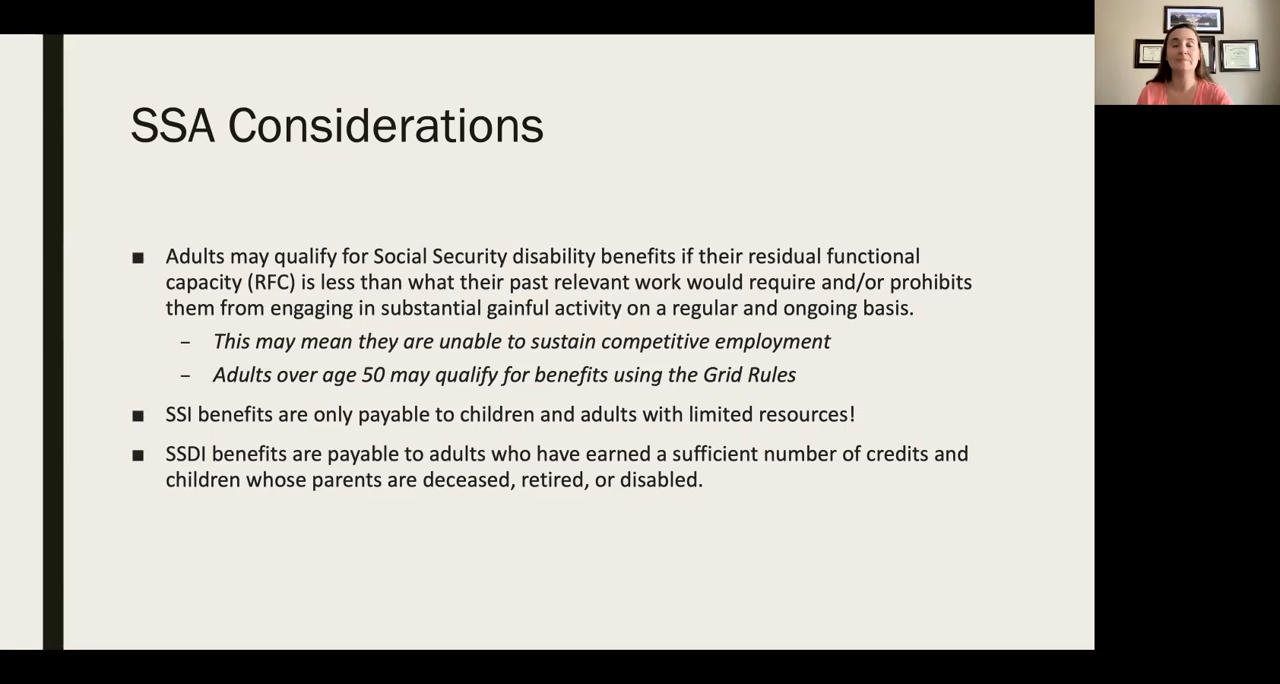 SSA Considerations
■ Adults may qualify for Social Security disability benefits if their residual functional
capacity (RFC) is less than what their past relevant work would require and/or prohibits
them from engaging in substantial gainful activity on a regular and ongoing basis.
– This may mean they are unable to sustain competitive employment
– Adults over age 50 may qualify for benefits using the Grid Rules
■ SSI benefits are only payable to children and adults with limited resources!
■ SSDI benefits are payable to adults who have earned a sufficient number of credits and
children whose parents are deceased, retired, or disabled.